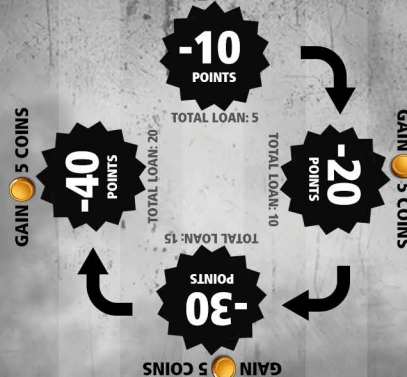 -10
POINTS
TOTAL LOAN: 5
-20
POINTS
TOTAL LOAN: 10
GAIN 5 COINS
-30
POINTS
TOTAL LOAN: 15
GAIN 5 COINS
-40
POINTS
TOTAL LOAN: 20
GAIN 5 COINS